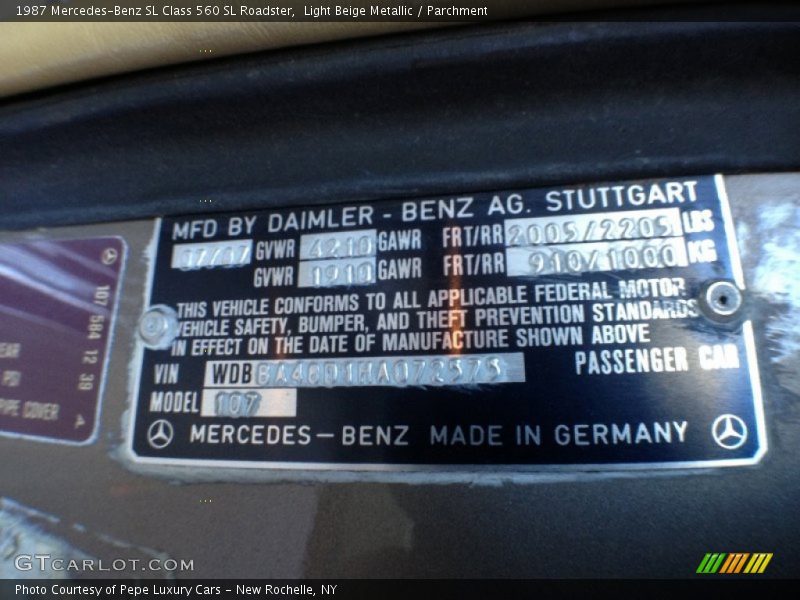 1987 Mercedes-Benz SL Class 560 SL Roadster, Light Beige Metallic / Parchment
MFD BY DAIMLER - BENZ AG. STUTTGART
GVWR 4210 GAWR FRT/RR 2005/2205 LBS
GVWR 1910 GAWR FRT/RR 910/1000 KG
THIS VEHICLE CONFORMS TO ALL APPLICABLE FEDERAL MOTOR
VEHICLE SAFETY, BUMPER, AND THEFT PREVENTION STANDARDS
IN EFFECT ON THE DATE OF MANUFACTURE SHOWN ABOVE
VIN WDB PASSENGER CAR
MODEL 107
MERCEDES — BENZ MADE IN GERMANY
107 584 12 39
PSI
PIPE COVER
GTCARLOT.COM
Photo Courtesy of Pepe Luxury Cars - New Rochelle, NY